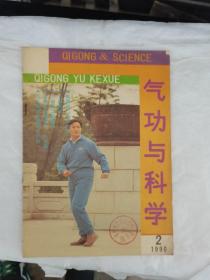 QIGONG & SCIENCE
QIGONG YU KEXUE
气功与科学
2
1990